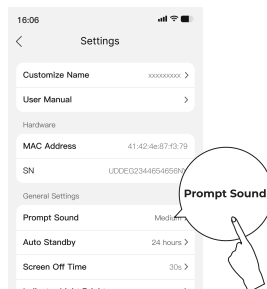 16:06
Settings
Customize Name xxxxxxxxx
User Manual
Hardware
MAC Address 41:42:4e:87:f3:79
SN UDDEG2344654656N
Prompt Sound
General Settings
Prompt Sound Medium
Auto Standby 24 hours
Screen Off Time 30s